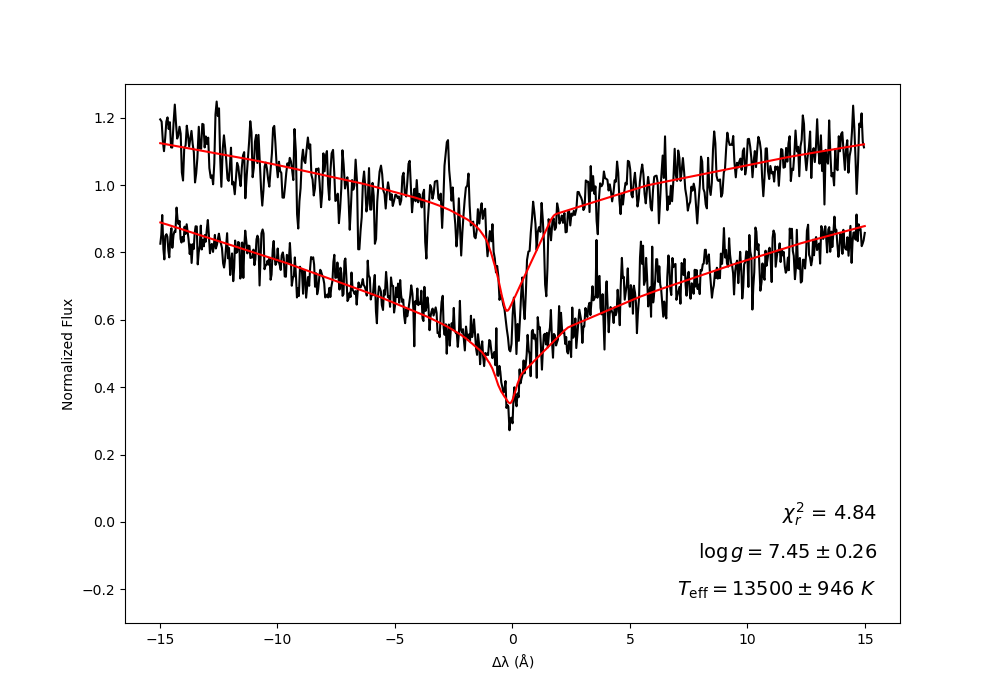 1.2
1.0
0.8
0.6
0.4
0.2
0.0
−0.2
Normalized Flux
χ²ᵣ = 4.84
log g = 7.45 ± 0.26
T_eff = 13500 ± 946 K
−15 −10 −5 0 5 10 15
Δλ (Å)